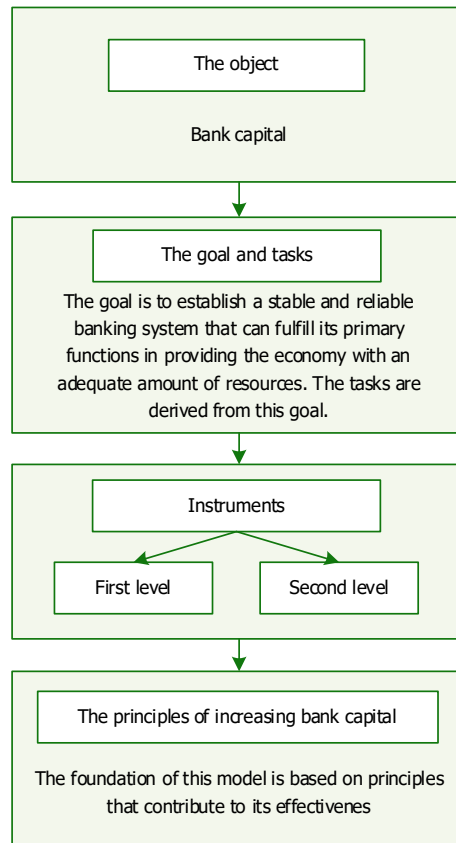 The object
Bank capital
The goal and tasks
The goal is to establish a stable and reliable
banking system that can fulfill its primary
functions in providing the economy with an
adequate amount of resources. The tasks are
derived from this goal.
Instruments
First level
Second level
The principles of increasing bank capital
The foundation of this model is based on principles
that contribute to its effectivenes